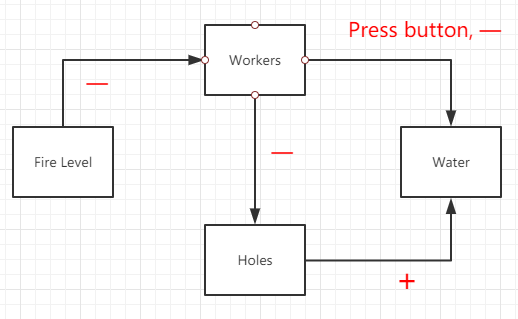 Press button, —
Workers
—
Fire Level
—
Water
Holes
+